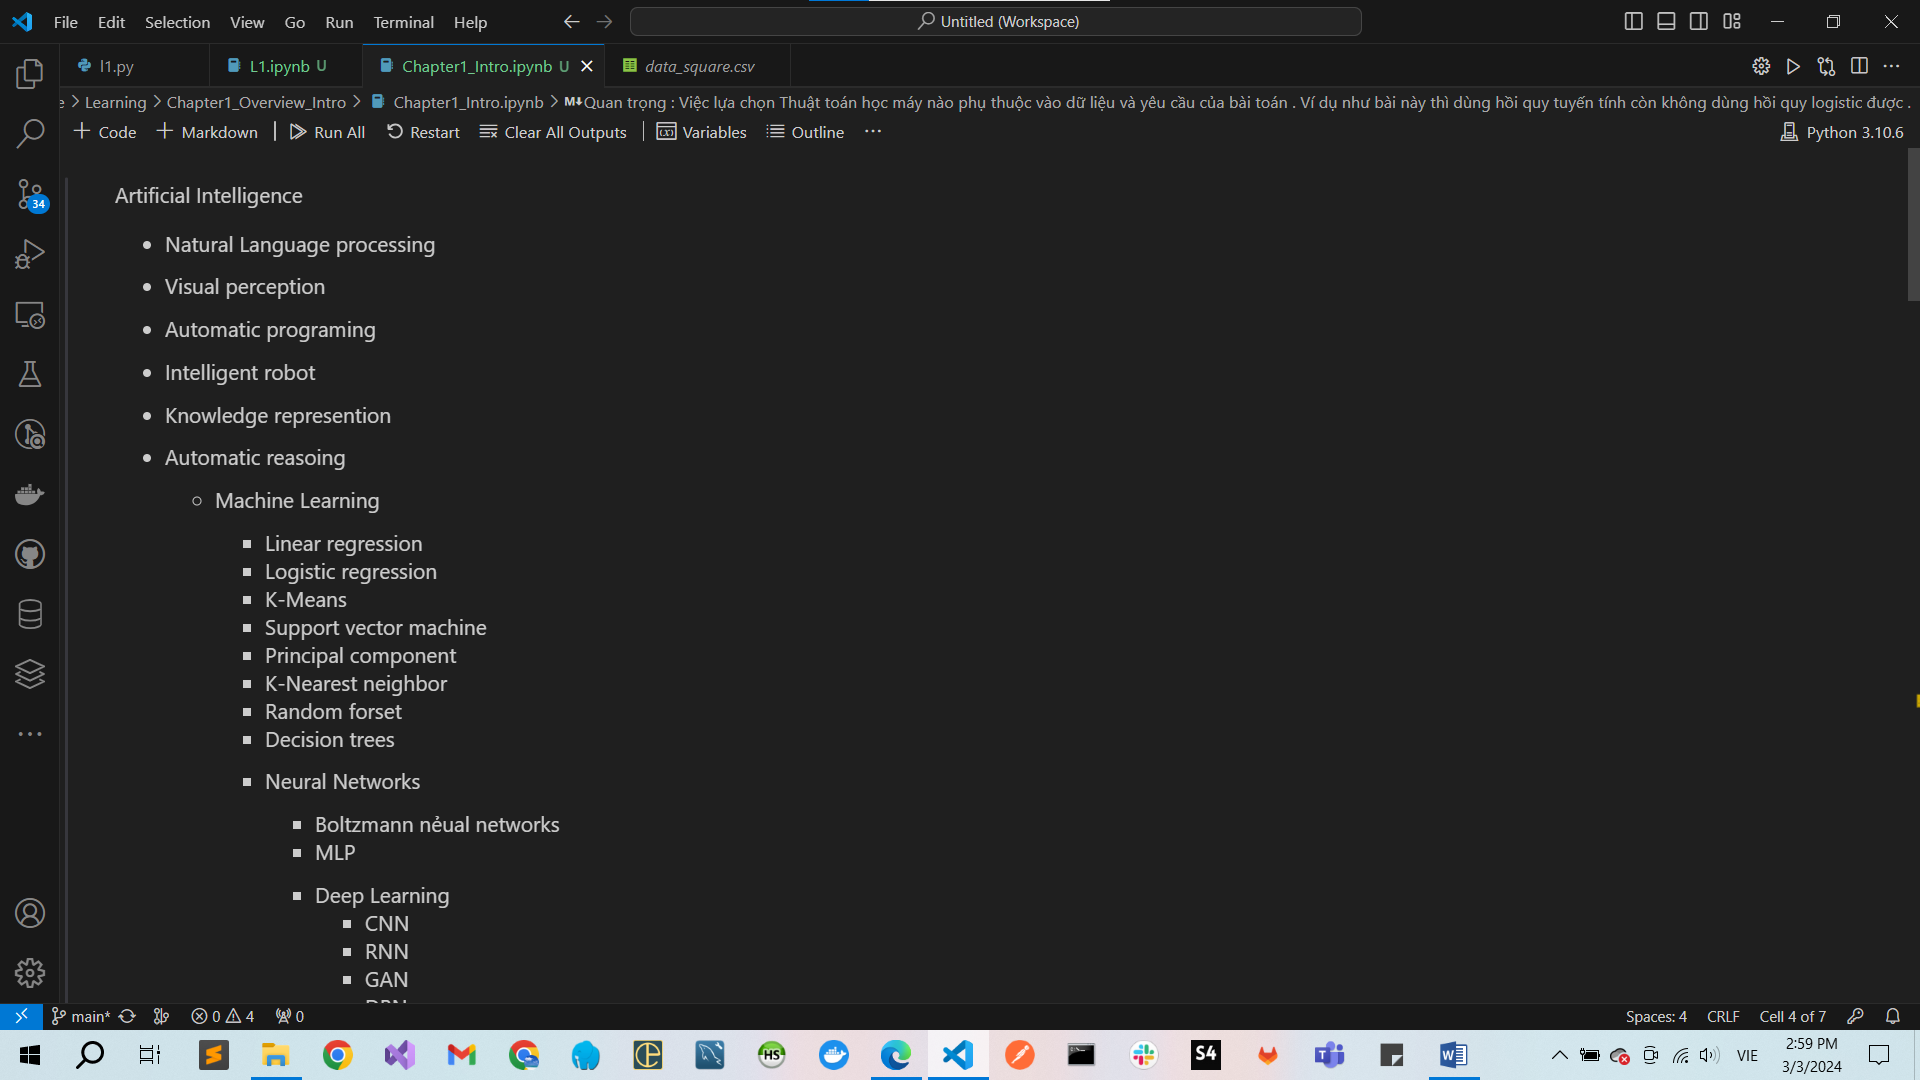 File Edit Selection View Go Run Terminal Help
Untitled (Workspace)
l1.py
L1.ipynb U
Chapter1_Intro.ipynb U
data_square.csv
e > Learning > Chapter1_Overview_Intro > Chapter1_Intro.ipynb > M↓Quan trọng : Việc lựa chọn Thuật toán học máy nào phụ thuộc vào dữ liệu và yêu cầu của bài toán . Ví dụ như bài này thì dùng hồi quy tuyến tính còn không dùng hồi quy logistic được .
+ Code + Markdown | Run All Restart Clear All Outputs | Variables Outline ···
Python 3.10.6
34
Artificial Intelligence
Natural Language processing
Visual perception
Automatic programing
Intelligent robot
Knowledge represention
Automatic reasoing
Machine Learning
Linear regression
Logistic regression
K-Means
Support vector machine
Principal component
K-Nearest neighbor
Random forset
Decision trees
Neural Networks
Boltzmann nẻual networks
MLP
Deep Learning
CNN
RNN
GAN
main* 0 4 0
Spaces: 4 CRLF Cell 4 of 7
HS
S4
VIE
2:59 PM
3/3/2024